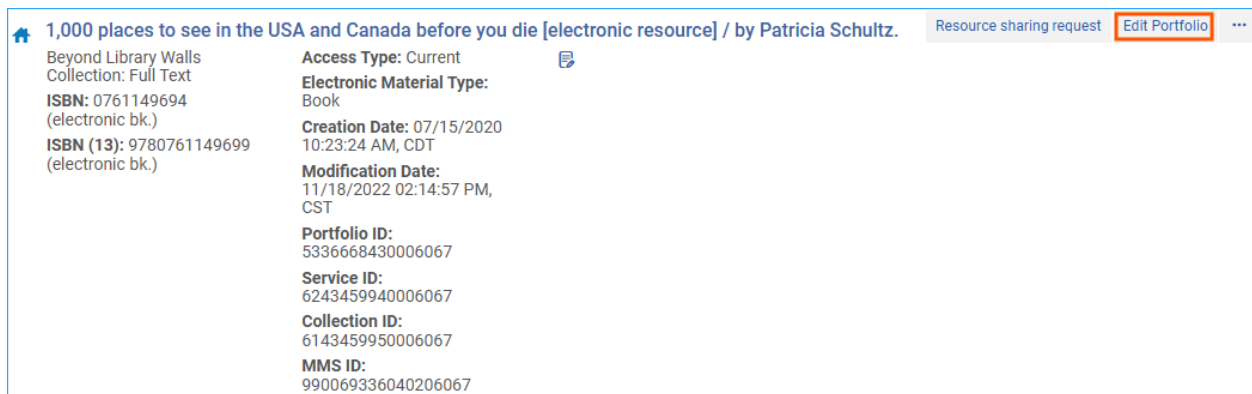 1,000 places to see in the USA and Canada before you die [electronic resource] / by Patricia Schultz.
Resource sharing request
Edit Portfolio
...
Beyond Library Walls
Collection: Full Text
ISBN: 0761149694
(electronic bk.)
ISBN (13): 9780761149699
(electronic bk.)
Access Type: Current
Electronic Material Type:
Book
Creation Date: 07/15/2020
10:23:24 AM, CDT
Modification Date:
11/18/2022 02:14:57 PM,
CST
Portfolio ID:
5336668430006067
Service ID:
6243459940006067
Collection ID:
6143459950006067
MMS ID:
990069336040206067